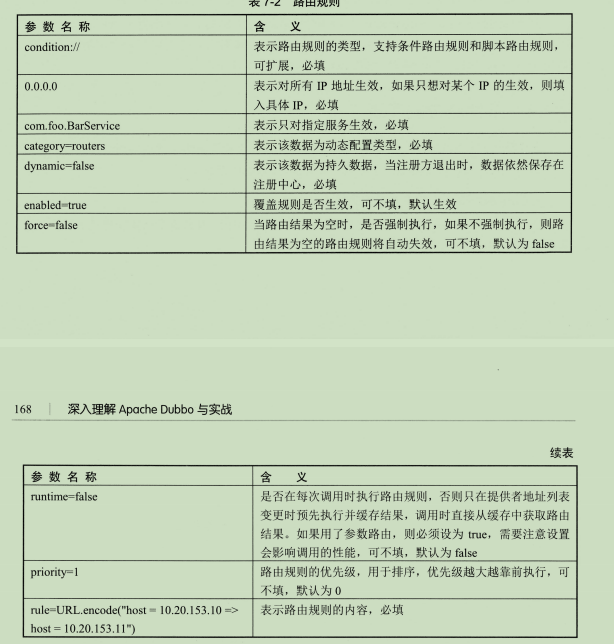 表 7-2 路由规则
参 数 名 称 含 义
condition:// 表示路由规则的类型，支持条件路由规则和脚本路由规则，
可扩展，必填
0.0.0.0 表示对所有 IP 地址生效，如果只想对某个 IP 的生效，则填
入具体 IP，必填
com.foo.BarService 表示只对指定服务生效，必填
category=routers 表示该数据为动态配置类型，必填
dynamic=false 表示该数据为持久数据，当注册方退出时，数据依然保存在
注册中心，必填
enabled=true 覆盖规则是否生效，可不填，默认生效
force=false 当路由结果为空时，是否强制执行，如果不强制执行，则路
由结果为空的路由规则将自动失效，可不填，默认为 false
168 深入理解 Apache Dubbo 与实战
续表
参 数 名 称 含 义
runtime=false 是否在每次调用时执行路由规则，否则只在提供者地址列表
变更时预先执行并缓存结果，调用时直接从缓存中获取路由
结果。如果用了参数路由，则必须设为 true，需要注意设置
会影响调用的性能，可不填，默认为 false
priority=1 路由规则的优先级，用于排序，优先级越大越靠前执行，可
不填，默认为 0
rule=URL.encode("host = 10.20.153.10 => 表示路由规则的内容，必填
host = 10.20.153.11")